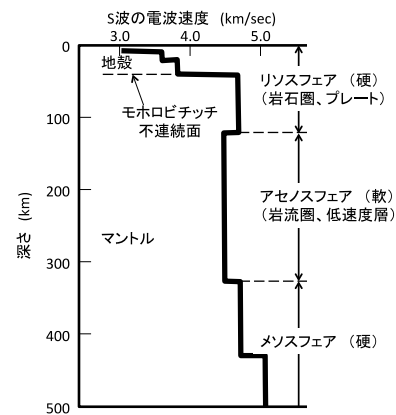 S波の電波速度 (km/sec)
3.0 4.0 5.0
0
地殻
リソスフェア (硬)
(岩石圏、プレート)
モホロビチッチ
不連続面
100
アセノスフェア (軟)
(岩流圏、低速度層)
200
マントル
深さ (km)
300
メソスフェア (硬)
400
500